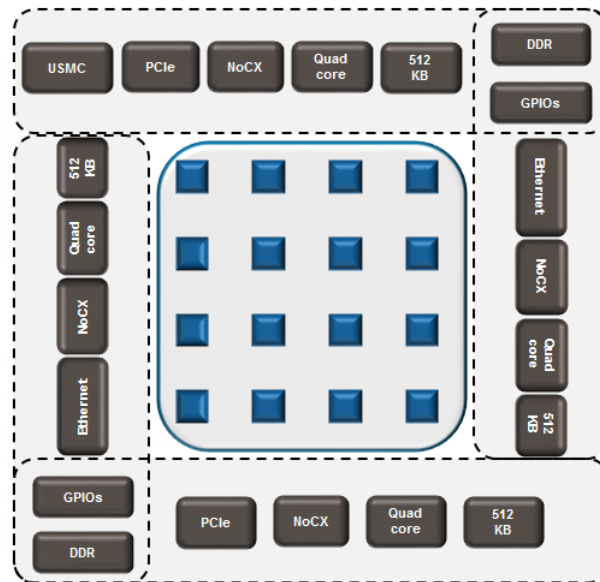 USMC
PCIe
NoCX
Quad
core
512
KB
DDR
GPIOs
512
KB
Quad
core
NoCX
Ethernet
Ethernet
NoCX
Quad
core
512
KB
GPIOs
DDR
PCIe
NoCX
Quad
core
512
KB